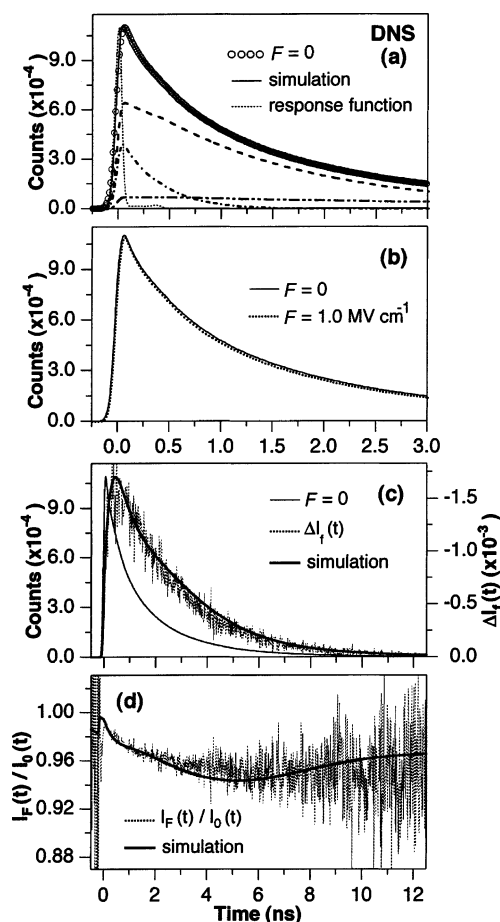 DNS
(a)
F = 0
simulation
response function
Counts (x10⁻⁴)
9.0
6.0
3.0
0.0
(b)
F = 0
F = 1.0 MV cm⁻¹
Counts (x10⁻⁴)
9.0
6.0
3.0
0.0
0.0 0.5 1.0 1.5 2.0 2.5 3.0
(c)
F = 0
ΔI_f(t)
simulation
Counts (x10⁻⁴)
9.0
6.0
3.0
0.0
-1.5
-1.0
-0.5
0.0
ΔI_f(t) (x10⁻³)
(d)
I_F(t) / I_0(t)
1.00
0.96
0.92
0.88
I_F(t) / I_0(t)
simulation
0 2 4 6 8 10 12
Time (ns)